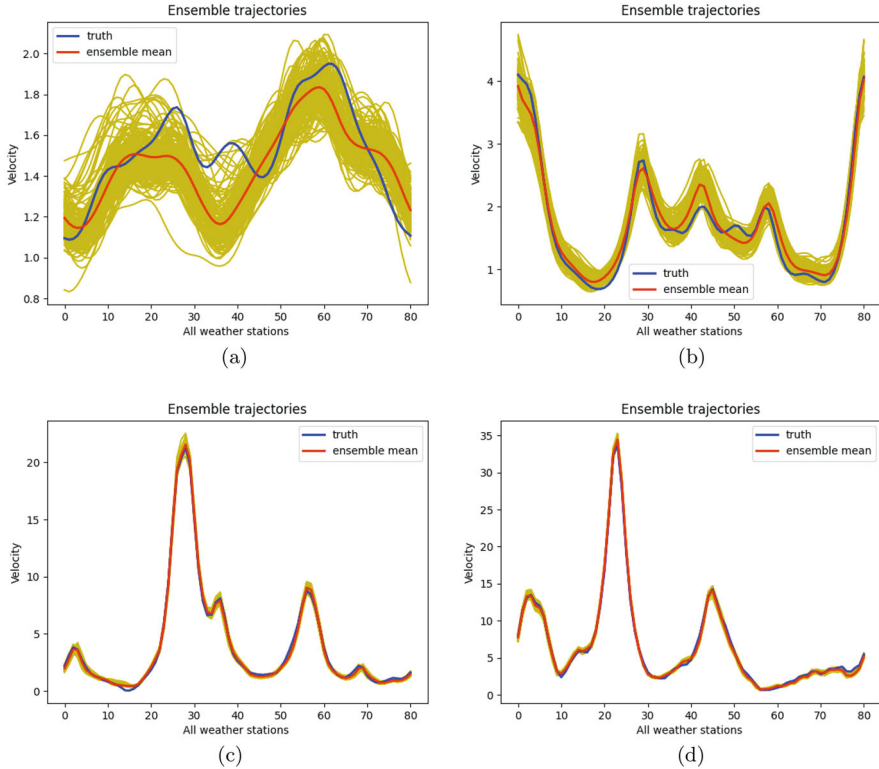 Ensemble trajectories
truth
ensemble mean
Velocity
2.0
1.8
1.6
1.4
1.2
1.0
0.8
0 10 20 30 40 50 60 70 80
All weather stations
(a)
Ensemble trajectories
Velocity
4
3
2
1
truth
ensemble mean
0 10 20 30 40 50 60 70 80
All weather stations
(b)
Ensemble trajectories
truth
ensemble mean
Velocity
20
15
10
5
0
0 10 20 30 40 50 60 70 80
All weather stations
(c)
Ensemble trajectories
truth
ensemble mean
Velocity
35
30
25
20
15
10
5
0
0 10 20 30 40 50 60 70 80
All weather stations
(d)